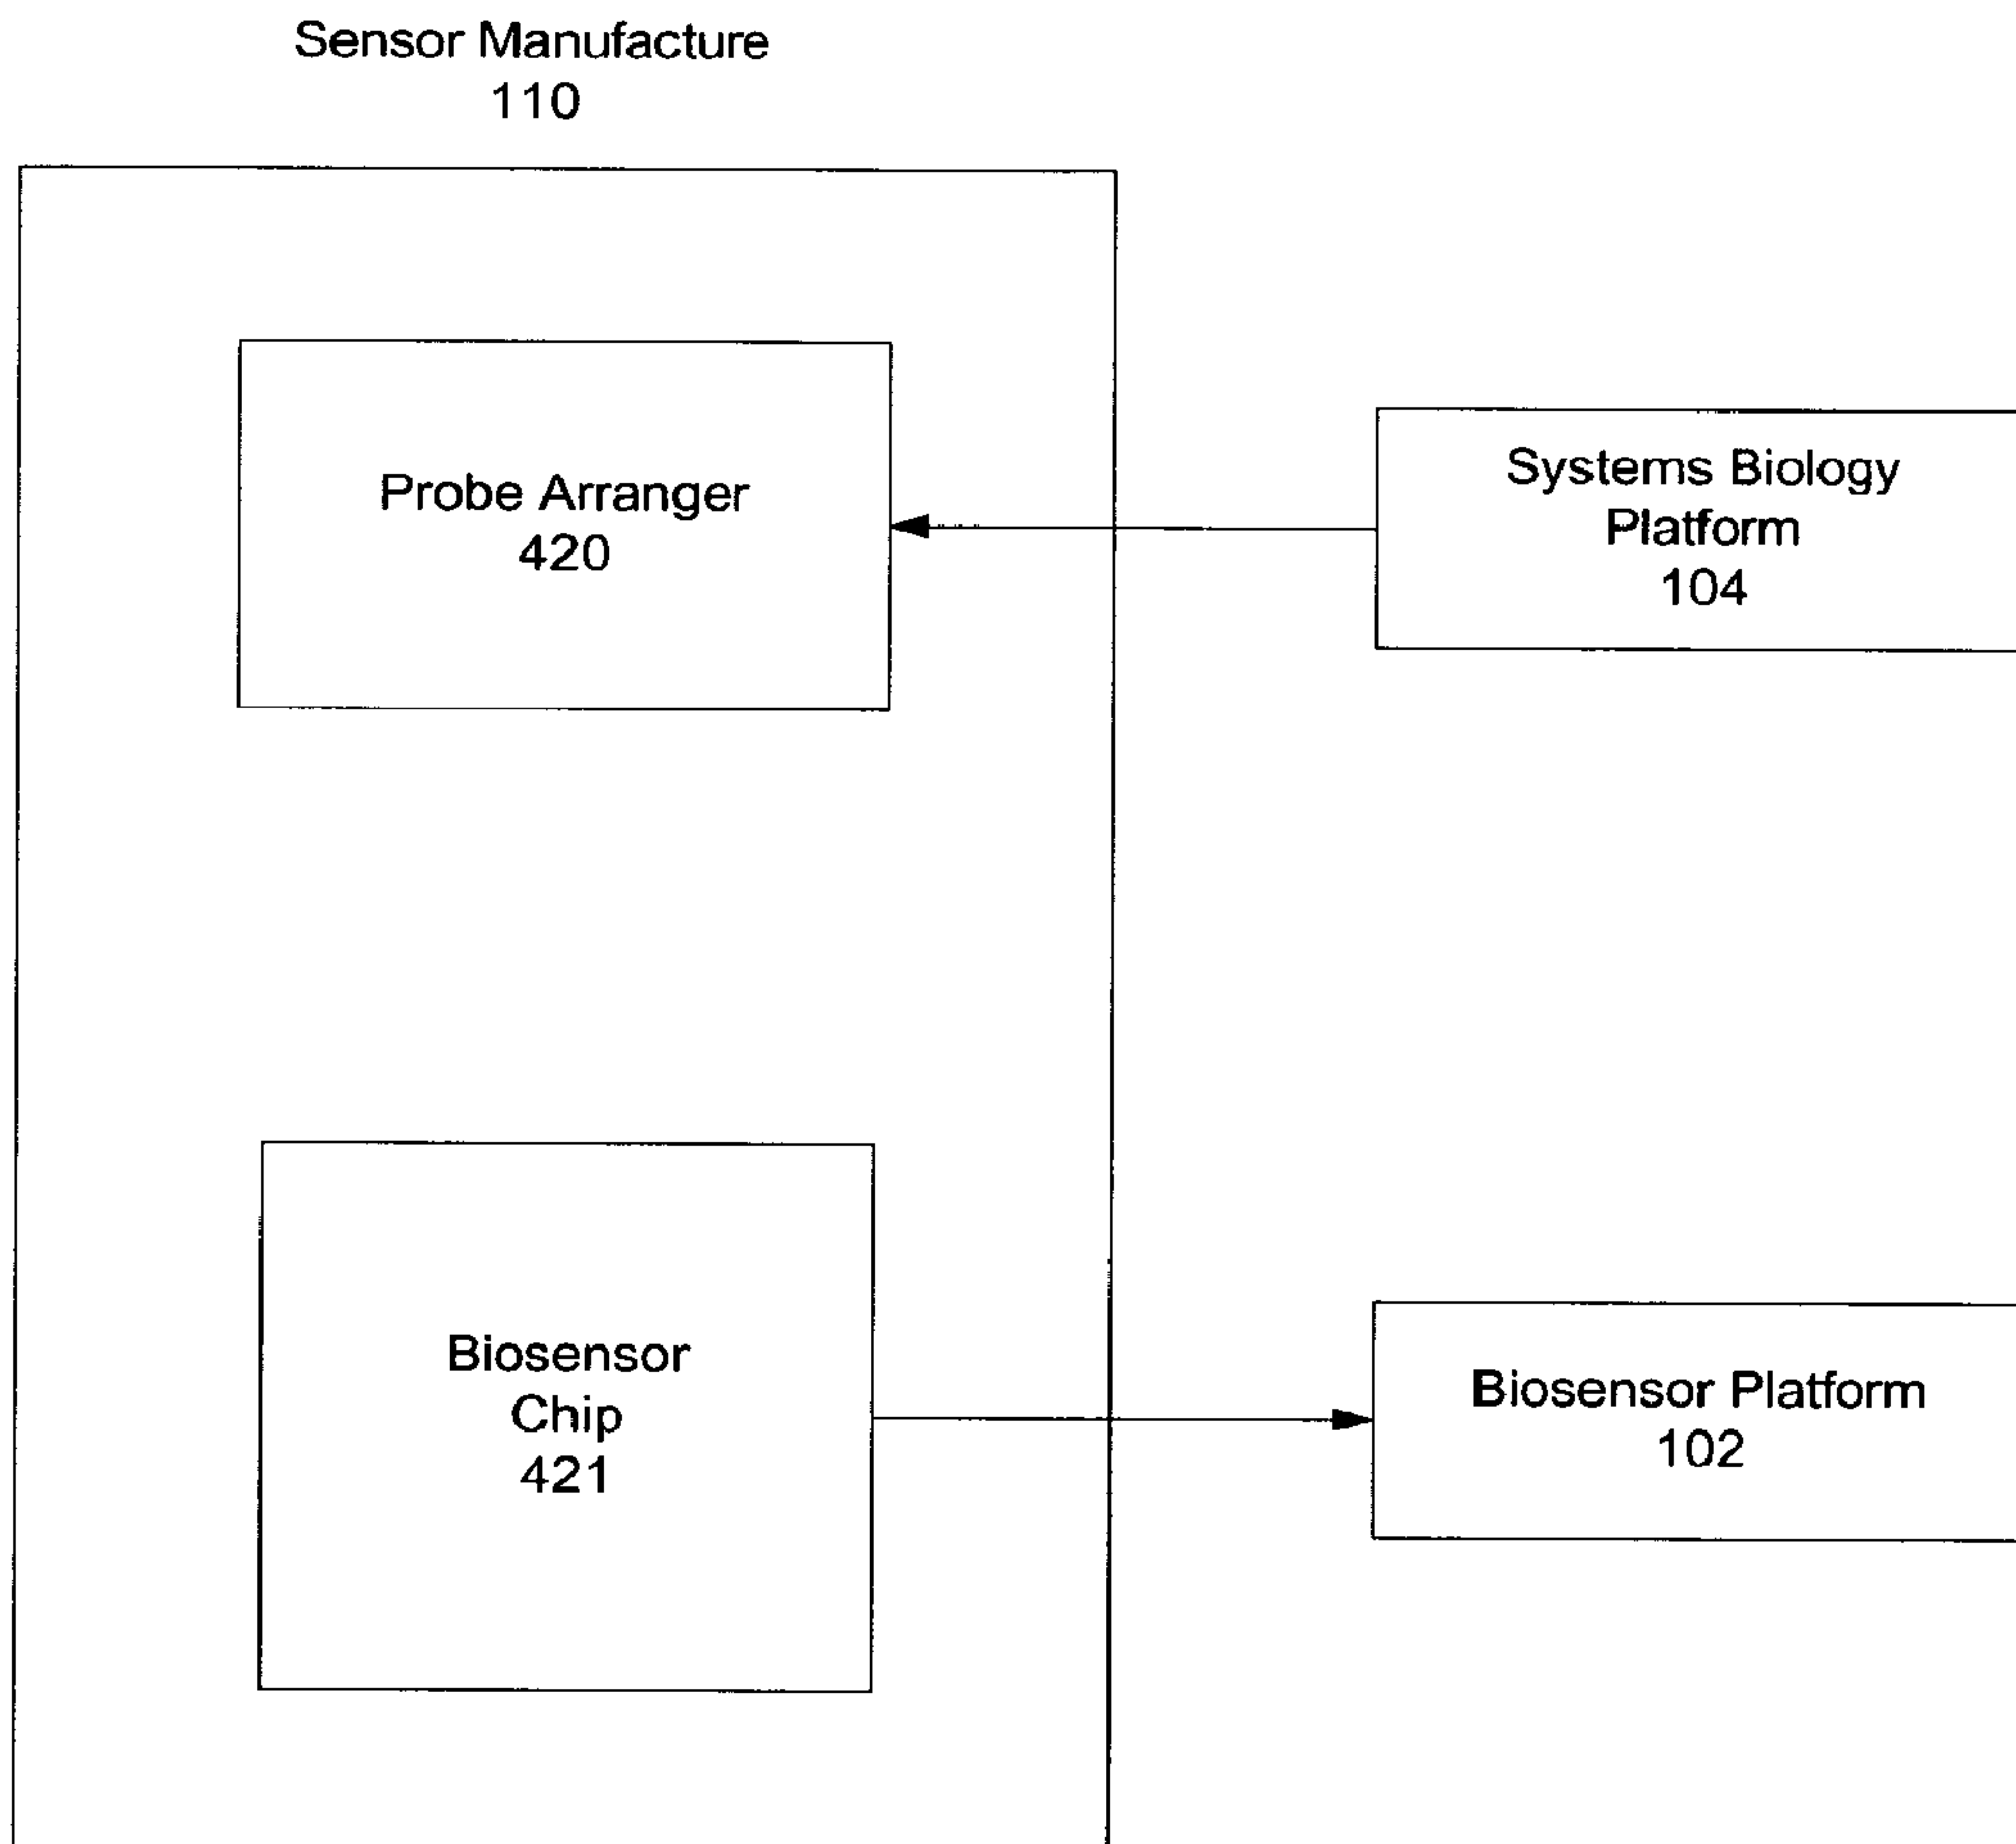 Sensor Manufacture
110
Probe Arranger
420
Systems Biology
Platform
104
Biosensor
Chip
421
Biosensor Platform
102